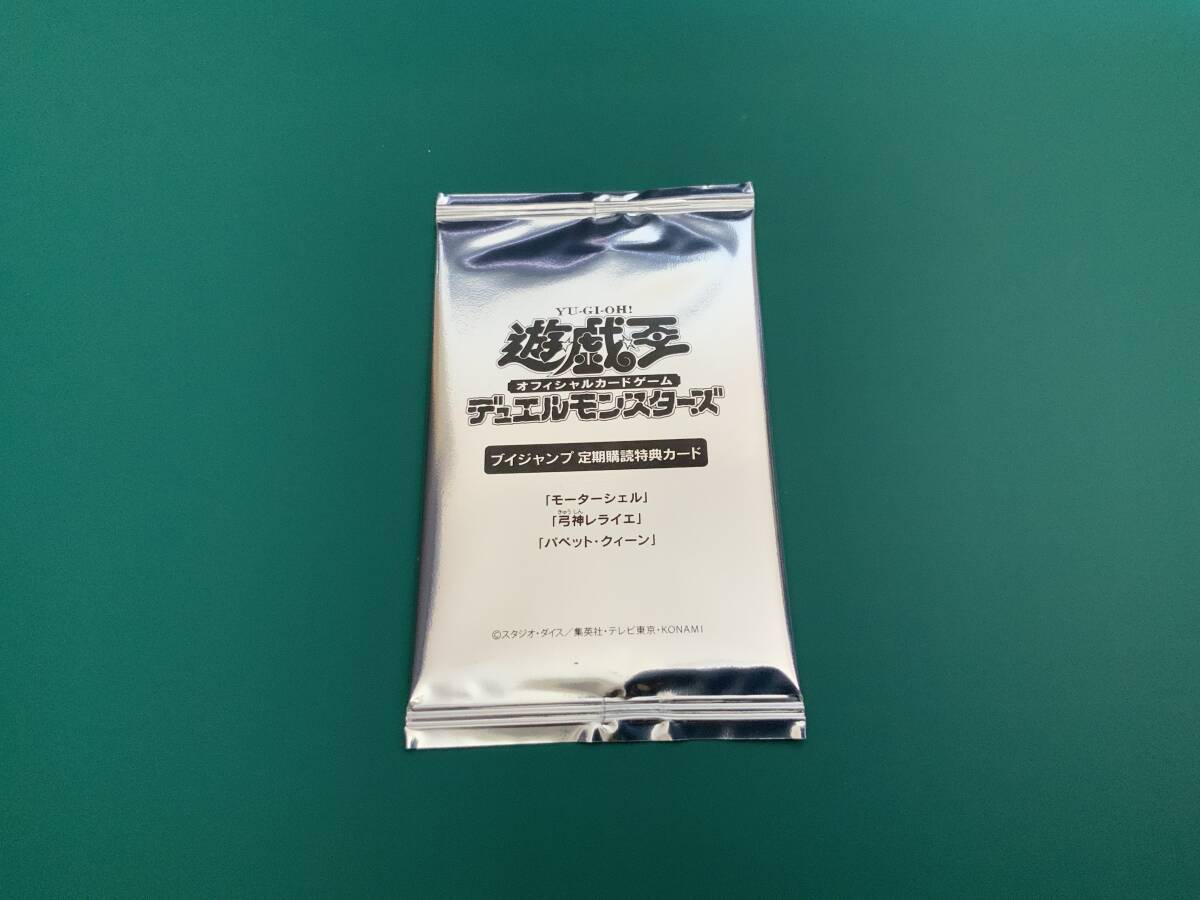 YU-GI-OH!
遊戯王
オフィシャルカードゲーム
デュエルモンスターズ
ブイジャンプ 定期購読特典カード
「モーターシェル」
きゅうしん
「弓神レライエ」
「パペット・クィーン」
©スタジオ・ダイス/集英社・テレビ東京・KONAMI